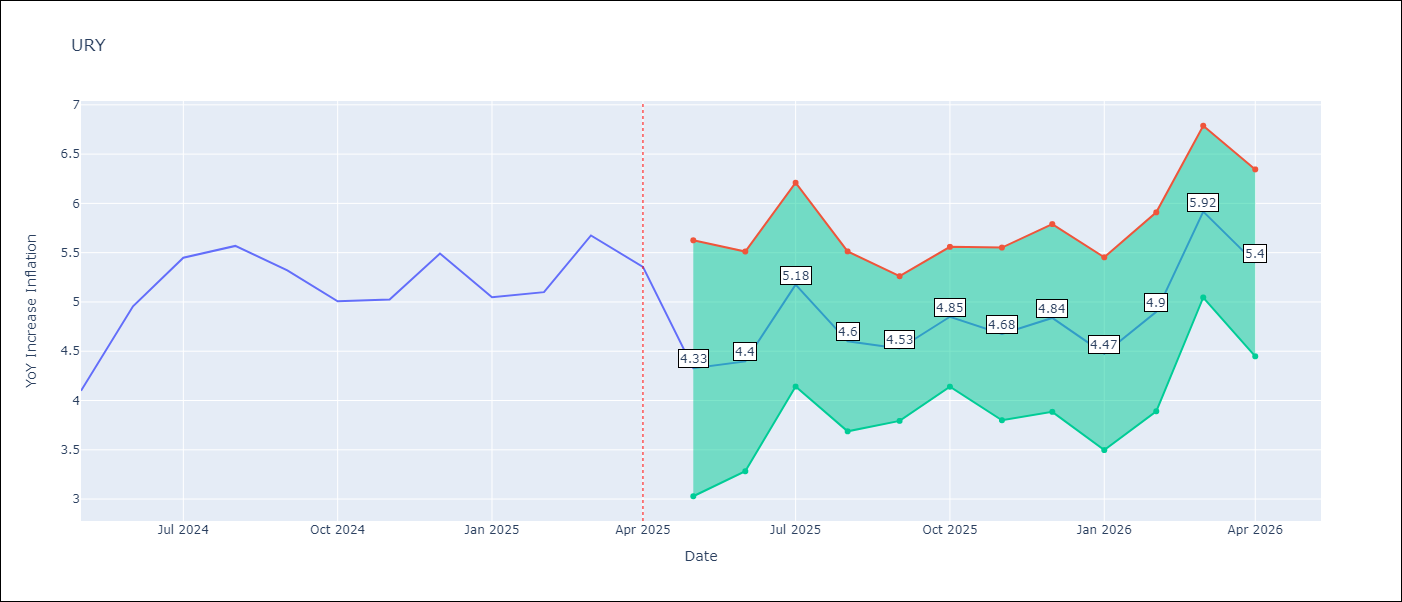 URY
YoY Increase Inflation
7
6.5
6
5.5
5
4.5
4
3.5
3
4.33
4.4
5.18
4.6
4.53
4.85
4.68
4.84
4.47
4.9
5.92
5.4
Jul 2024
Oct 2024
Jan 2025
Apr 2025
Jul 2025
Oct 2025
Jan 2026
Apr 2026
Date